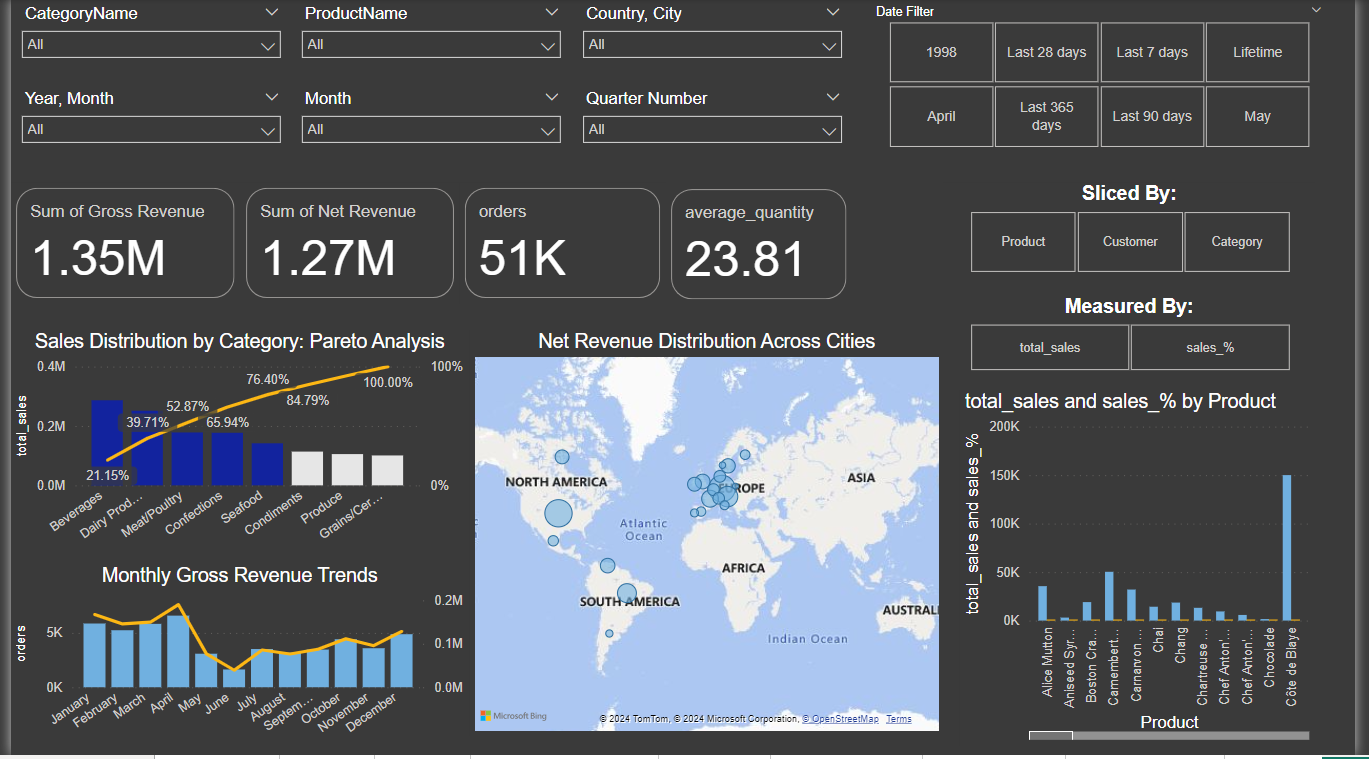 CategoryName
ProductName
Country, City
Date Filter
All
All
All
1998
Last 28 days
Last 7 days
Lifetime
Year, Month
Month
Quarter Number
All
All
All
April
Last 365
days
Last 90 days
May
Sliced By:
Product
Customer
Category
Sum of Gross Revenue
1.35M
Sum of Net Revenue
1.27M
orders
51K
average_quantity
23.81
Measured By:
total_sales
sales_%
Sales Distribution by Category: Pareto Analysis
total_sales
0.4M
0.2M
0.0M
100%
0%
21.15%
39.71%
52.87%
65.94%
76.40%
84.79%
100.00%
Beverages
Dairy Prod...
Meat/Poultry
Confections
Seafood
Condiments
Produce
Grains/Cer...
Net Revenue Distribution Across Cities
NORTH AMERICA
EUROPE
ASIA
Atlantic
Ocean
AFRICA
SOUTH AMERICA
AUSTRALI
Indian Ocean
Microsoft Bing
© 2024 TomTom, © 2024 Microsoft Corporation, © OpenStreetMap Terms
Monthly Gross Revenue Trends
orders
5K
0K
0.2M
0.1M
0.0M
January
February
March
April
May
June
July
August
Septem...
October
November
December
total_sales and sales_% by Product
total_sales and sales_%
200K
150K
100K
50K
0K
Alice Mutton
Aniseed Syr...
Boston Cra...
Camembert...
Carnarvon ...
Chai
Chang
Chartreuse ...
Chef Anton'...
Chef Anton'...
Chocolade
Côte de Blaye
Product